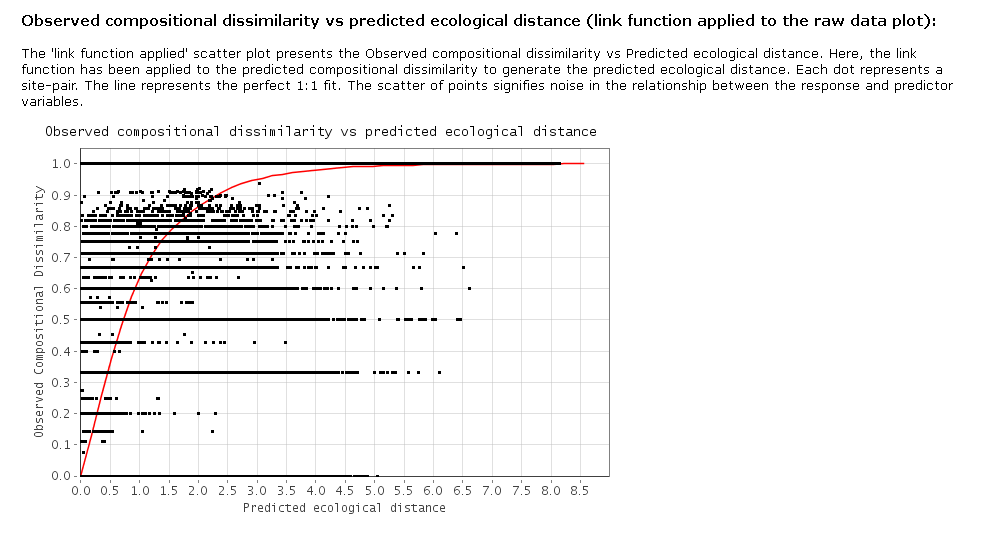 Observed compositional dissimilarity vs predicted ecological distance (link function applied to the raw data plot):
The 'link function applied' scatter plot presents the Observed compositional dissimilarity vs Predicted ecological distance. Here, the link
function has been applied to the predicted compositional dissimilarity to generate the predicted ecological distance. Each dot represents a
site-pair. The line represents the perfect 1:1 fit. The scatter of points signifies noise in the relationship between the response and predictor
variables.
Observed compositional dissimilarity vs predicted ecological distance
Observed Compositional Dissimilarity
1.0
0.9
0.8
0.7
0.6
0.5
0.4
0.3
0.2
0.1
0.0
0.0 0.5 1.0 1.5 2.0 2.5 3.0 3.5 4.0 4.5 5.0 5.5 6.0 6.5 7.0 7.5 8.0 8.5
Predicted ecological distance